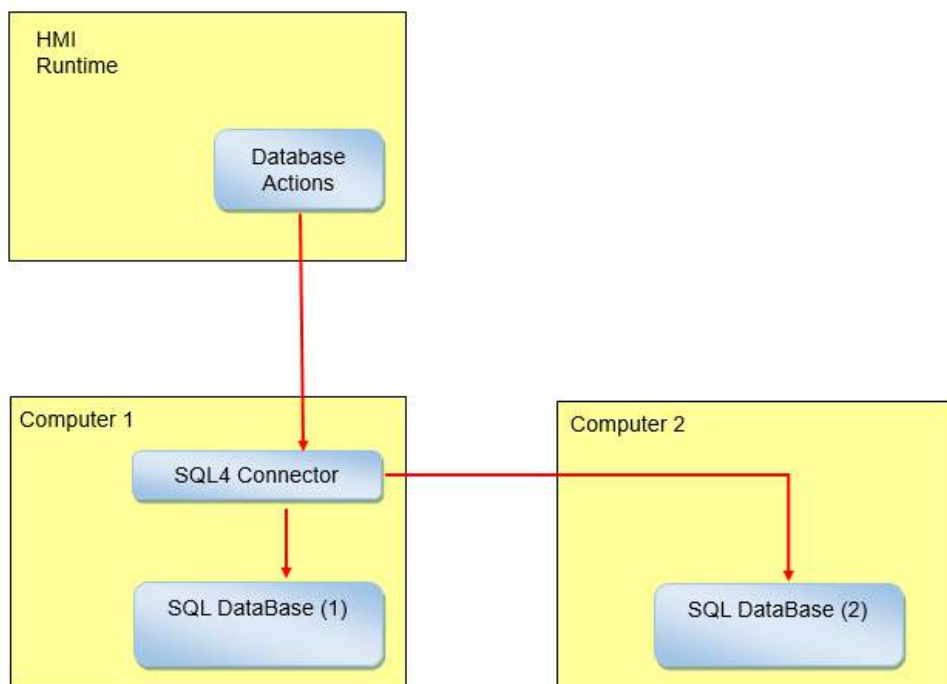 HMI
Runtime
Database
Actions
Computer 1
SQL4 Connector
SQL DataBase (1)
Computer 2
SQL DataBase (2)